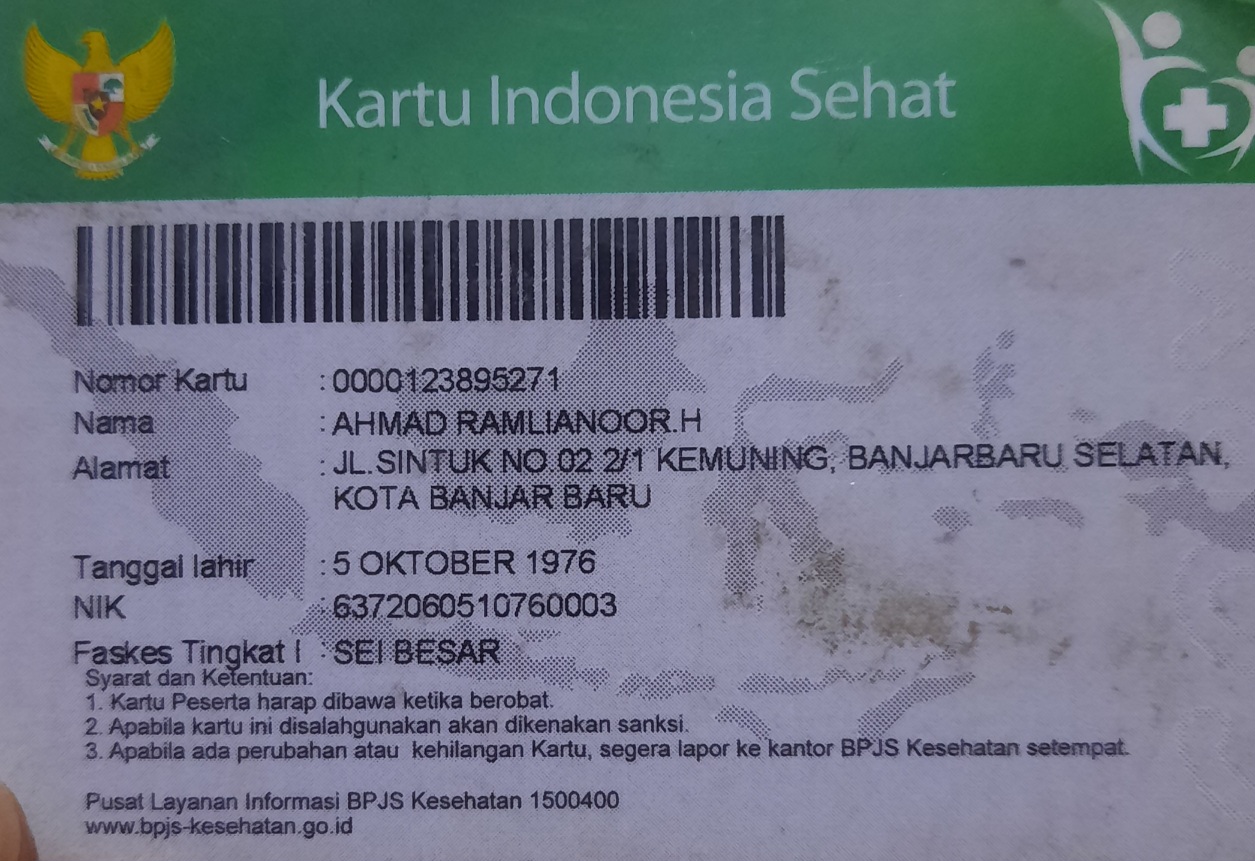 Kartu Indonesia Sehat
Nomor Kartu : 0000123895271
Nama : AHMAD RAMLIANOOR.H
Alamat : JL.SINTUK NO 02 2/1 KEMUNING, BANJARBARU SELATAN,
KOTA BANJAR BARU
Tanggal lahir : 5 OKTOBER 1976
NIK : 6372060510760003
Faskes Tingkat I : SEI BESAR
Syarat dan Ketentuan:
1. Kartu Peserta harap dibawa ketika berobat.
2. Apabila kartu ini disalahgunakan akan dikenakan sanksi.
3. Apabila ada perubahan atau kehilangan Kartu, segera lapor ke kantor BPJS Kesehatan setempat.
Pusat Layanan Informasi BPJS Kesehatan 1500400
www.bpjs-kesehatan.go.id